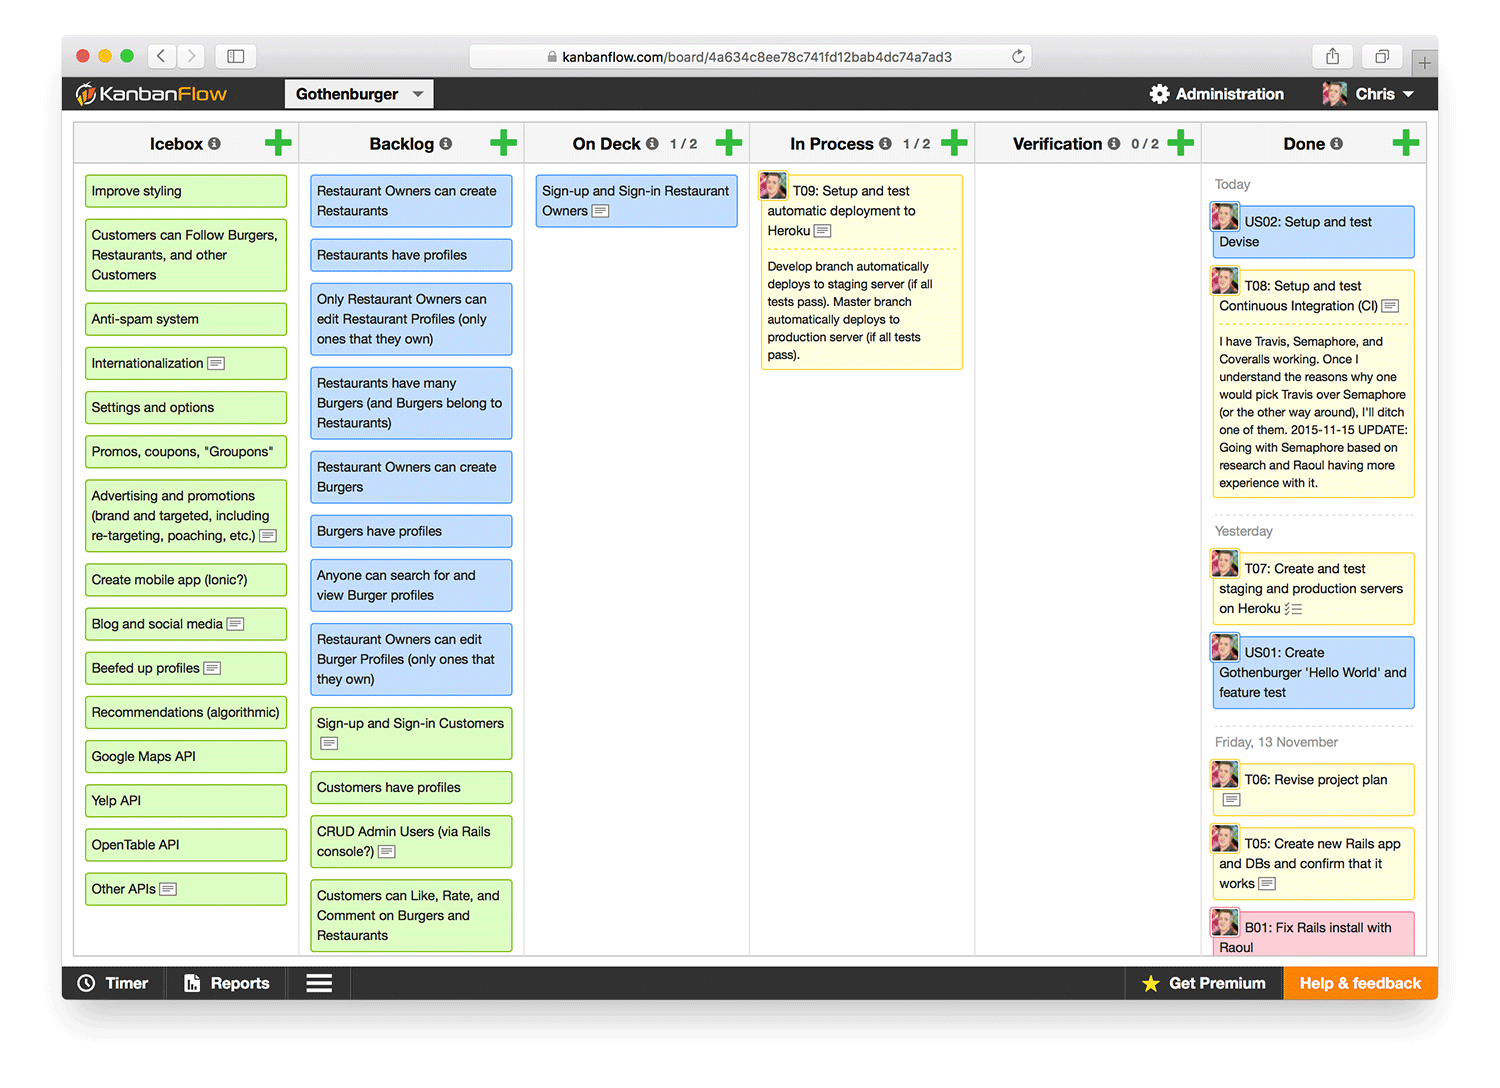 kanbanflow.com/board/4a634c8ee78c741fd12bab4dc74a7ad3
KanbanFlow
Gothenburger
Administration
Chris
Icebox
Improve styling
Customers can Follow Burgers,
Restaurants, and other
Customers
Anti-spam system
Internationalization
Settings and options
Promos, coupons, "Groupons"
Advertising and promotions
(brand and targeted, including
re-targeting, poaching, etc.)
Create mobile app (Ionic?)
Blog and social media
Beefed up profiles
Recommendations (algorithmic)
Google Maps API
Yelp API
OpenTable API
Other APIs
Backlog
Restaurant Owners can create
Restaurants
Restaurants have profiles
Only Restaurant Owners can
edit Restaurant Profiles (only
ones that they own)
Restaurants have many
Burgers (and Burgers belong to
Restaurants)
Restaurant Owners can create
Burgers
Burgers have profiles
Anyone can search for and
view Burger profiles
Restaurant Owners can edit
Burger Profiles (only ones that
they own)
Sign-up and Sign-in Customers
Customers have profiles
CRUD Admin Users (via Rails
console?)
Customers can Like, Rate, and
Comment on Burgers and
Restaurants
On Deck 1 / 2
Sign-up and Sign-in Restaurant
Owners
In Process 1 / 2
T09: Setup and test
automatic deployment to
Heroku
Develop branch automatically
deploys to staging server (if all
tests pass). Master branch
automatically deploys to
production server (if all tests
pass).
Verification 0 / 2
Done
Today
US02: Setup and test
Devise
T08: Setup and test
Continuous Integration (CI)
I have Travis, Semaphore, and
Coveralls working. Once I
understand the reasons why one
would pick Travis over Semaphore
(or the other way around), I'll ditch
one of them. 2015-11-15 UPDATE:
Going with Semaphore based on
research and Raoul having more
experience with it.
Yesterday
T07: Create and test
staging and production servers
on Heroku
US01: Create
Gothenburger 'Hello World' and
feature test
Friday, 13 November
T06: Revise project plan
T05: Create new Rails app
and DBs and confirm that it
works
B01: Fix Rails install with
Raoul
Timer
Reports
Get Premium
Help & feedback